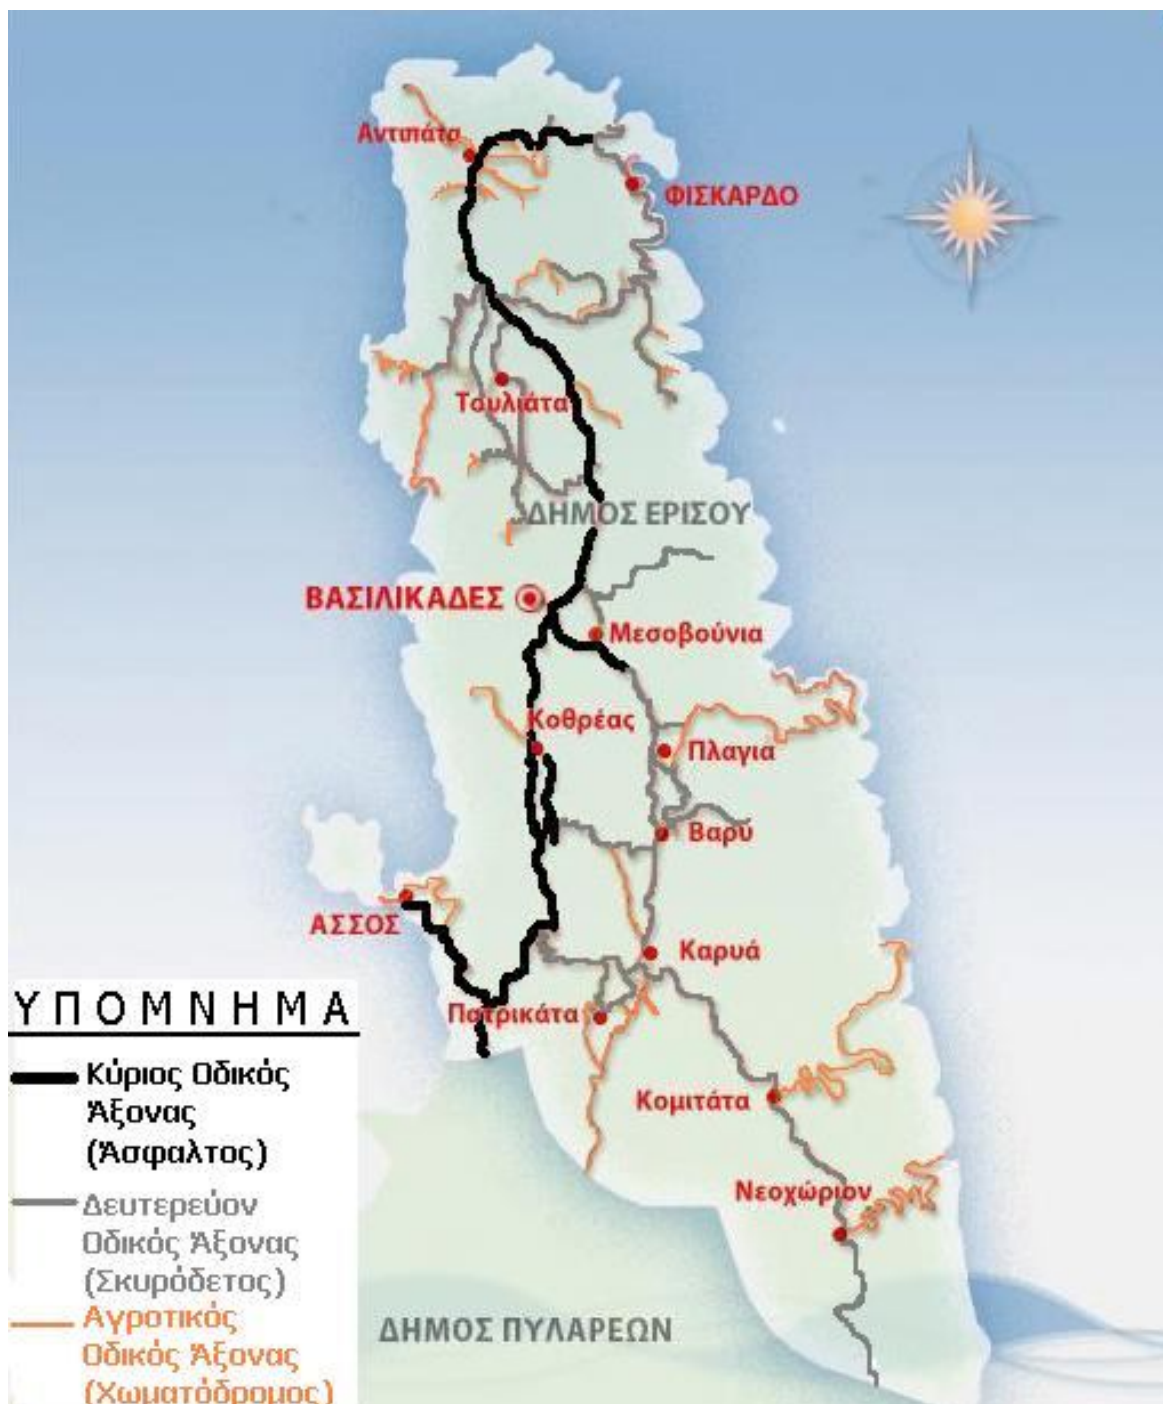 Αντιπάτα
ΦΙΣΚΑΡΔΟ
Τουλιάτα
ΔΗΜΟΣ ΕΡΙΣΟΥ
ΒΑΣΙΛΙΚΑΔΕΣ
Μεσοβούνια
Κοθρέας
Πλαγια
Βαρύ
ΑΣΣΟΣ
Καρυά
Πατρικάτα
Κομιτάτα
Νεοχώριον
ΔΗΜΟΣ ΠΥΛΑΡΕΩΝ
ΥΠΟΜΝΗΜΑ
Κύριος Οδικός
Άξονας
(Άσφαλτος)
Δευτερεύον
Οδικός Άξονας
(Σκυρόδετος)
Αγροτικός
Οδικός Άξονας
(Χωματόδρομος)